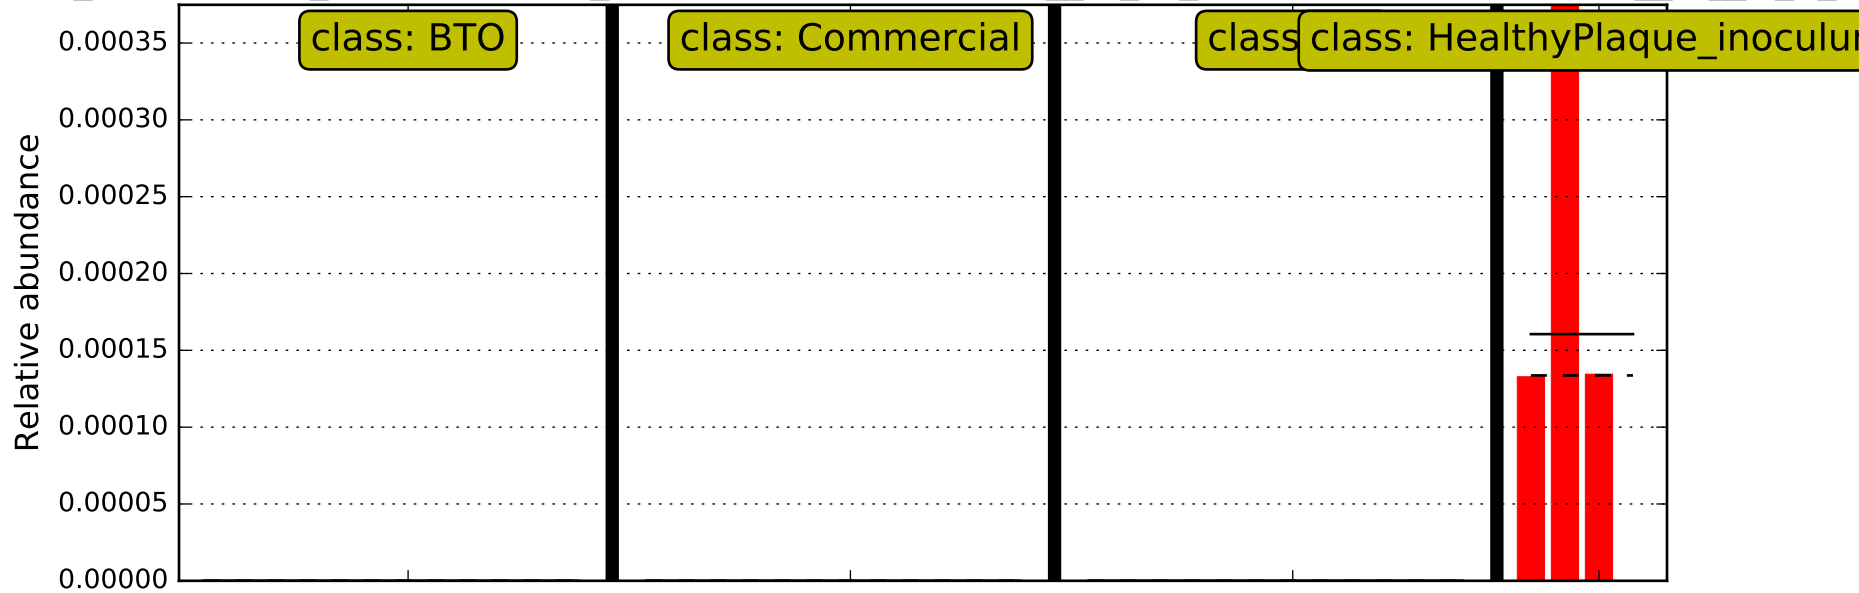 class: BTO
class: Commercial
class
class: HealthyPlaque_inoculu
Relative abundance
0.00035
0.00030
0.00025
0.00020
0.00015
0.00010
0.00005
0.00000